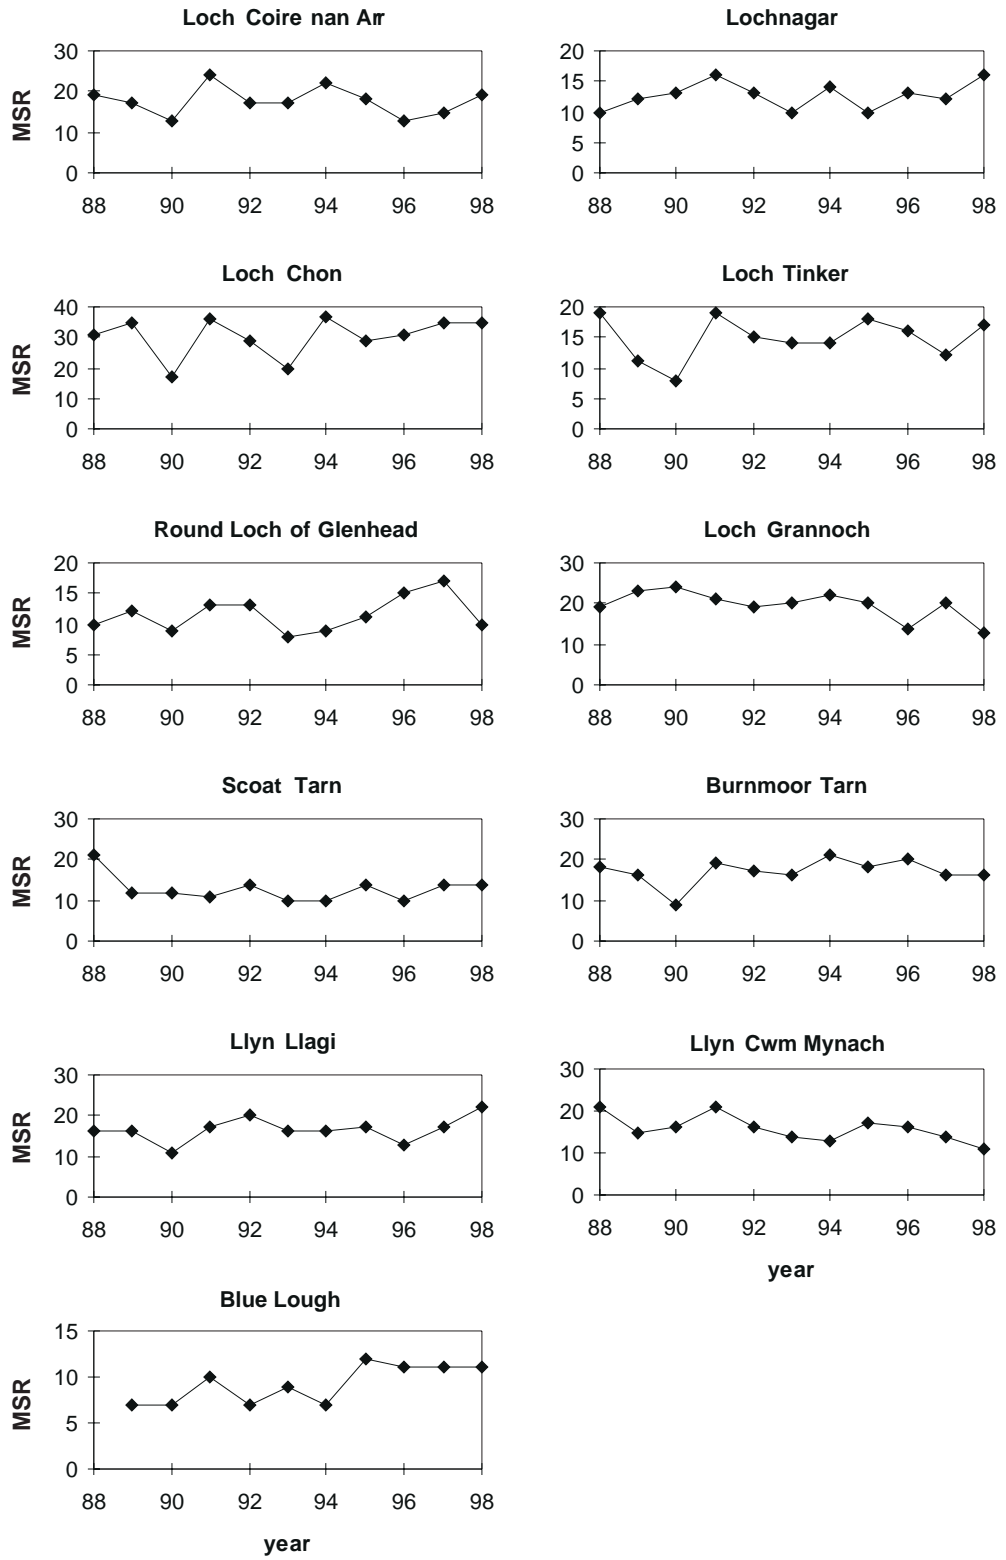 Loch Coire nan Arr
Lochnagar
MSR
30
20
10
0
88 90 92 94 96 98
20
15
10
5
0
88 90 92 94 96 98
Loch Chon
Loch Tinker
MSR
40
30
20
10
0
88 90 92 94 96 98
20
15
10
5
0
88 90 92 94 96 98
Round Loch of Glenhead
Loch Grannoch
MSR
20
15
10
5
0
88 90 92 94 96 98
30
20
10
0
88 90 92 94 96 98
Scoat Tarn
Burnmoor Tarn
MSR
30
20
10
0
88 90 92 94 96 98
30
20
10
0
88 90 92 94 96 98
Llyn Llagi
Llyn Cwm Mynach
MSR
30
20
10
0
88 90 92 94 96 98
30
20
10
0
88 90 92 94 96 98
year
Blue Lough
MSR
15
10
5
0
88 90 92 94 96 98
year